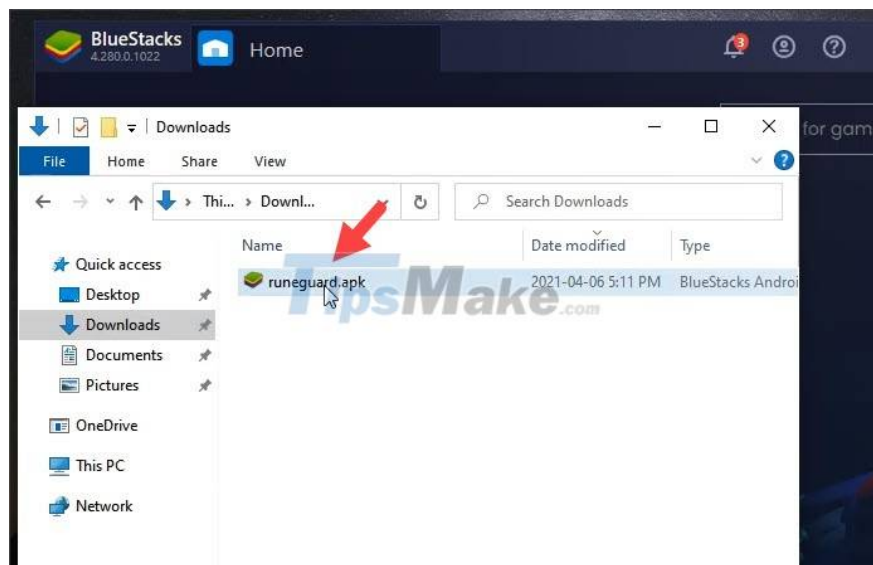 BlueStacks
4.280.0.1022
Home
3
for gam
Downloads
File Home Share View
Thi... Downl...
Search Downloads
Name Date modified Type
runeguard.apk 2021-04-06 5:11 PM BlueStacks Androi
Quick access
Desktop
Downloads
Documents
Pictures
OneDrive
This PC
Network
TipsMake.com